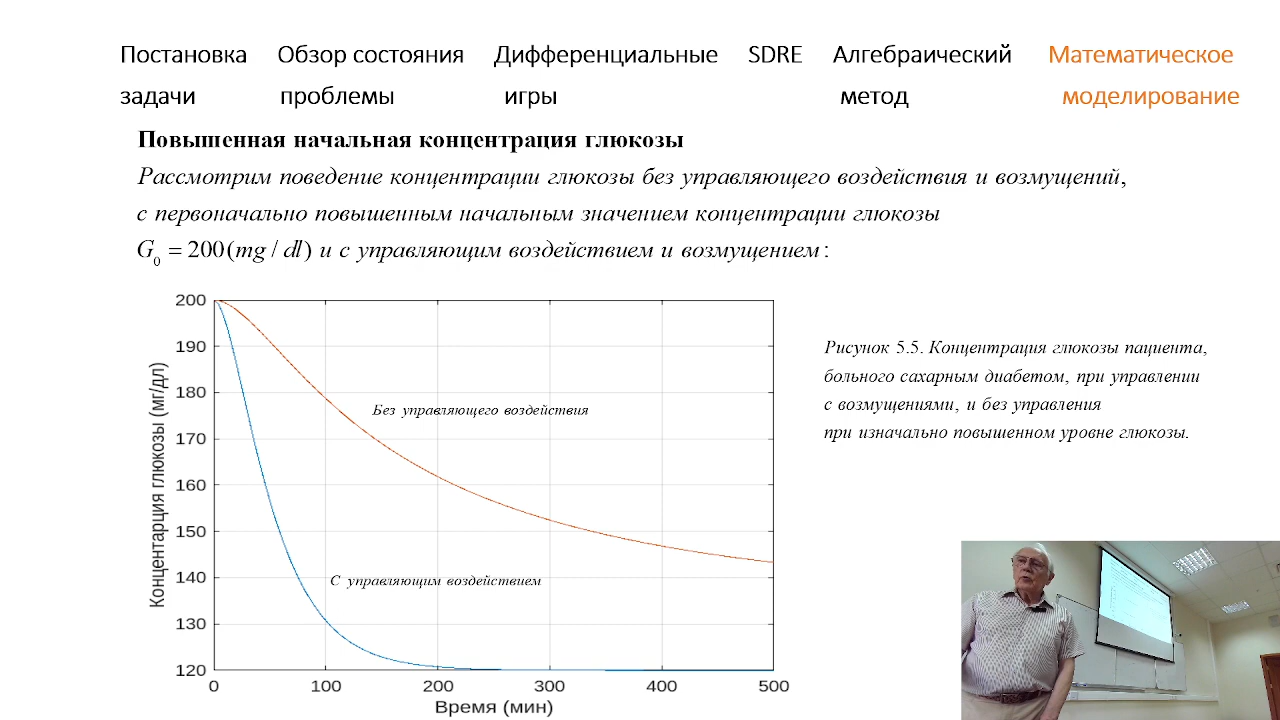 Постановка Обзор состояния Дифференциальные SDRE Алгебраический Математическое
задачи проблемы игры метод моделирование
Повышенная начальная концентрация глюкозы
Рассмотрим поведение концентрации глюкозы без управляющего воздействия и возмущений,
с первоначально повышенным начальным значением концентрации глюкозы
G₀ = 200(mg / dl) и с управляющим воздействием и возмущением:
Концентарция глюкозы (мг/дл)
200
190
180
170
160
150
140
130
120
Без управляющего воздействия
С управляющим воздействием
0 100 200 300 400 500
Время (мин)
Рисунок 5.5. Концентрация глюкозы пациента,
больного сахарным диабетом, при управлении
с возмущениями, и без управления
при изначально повышенном уровне глюкозы.